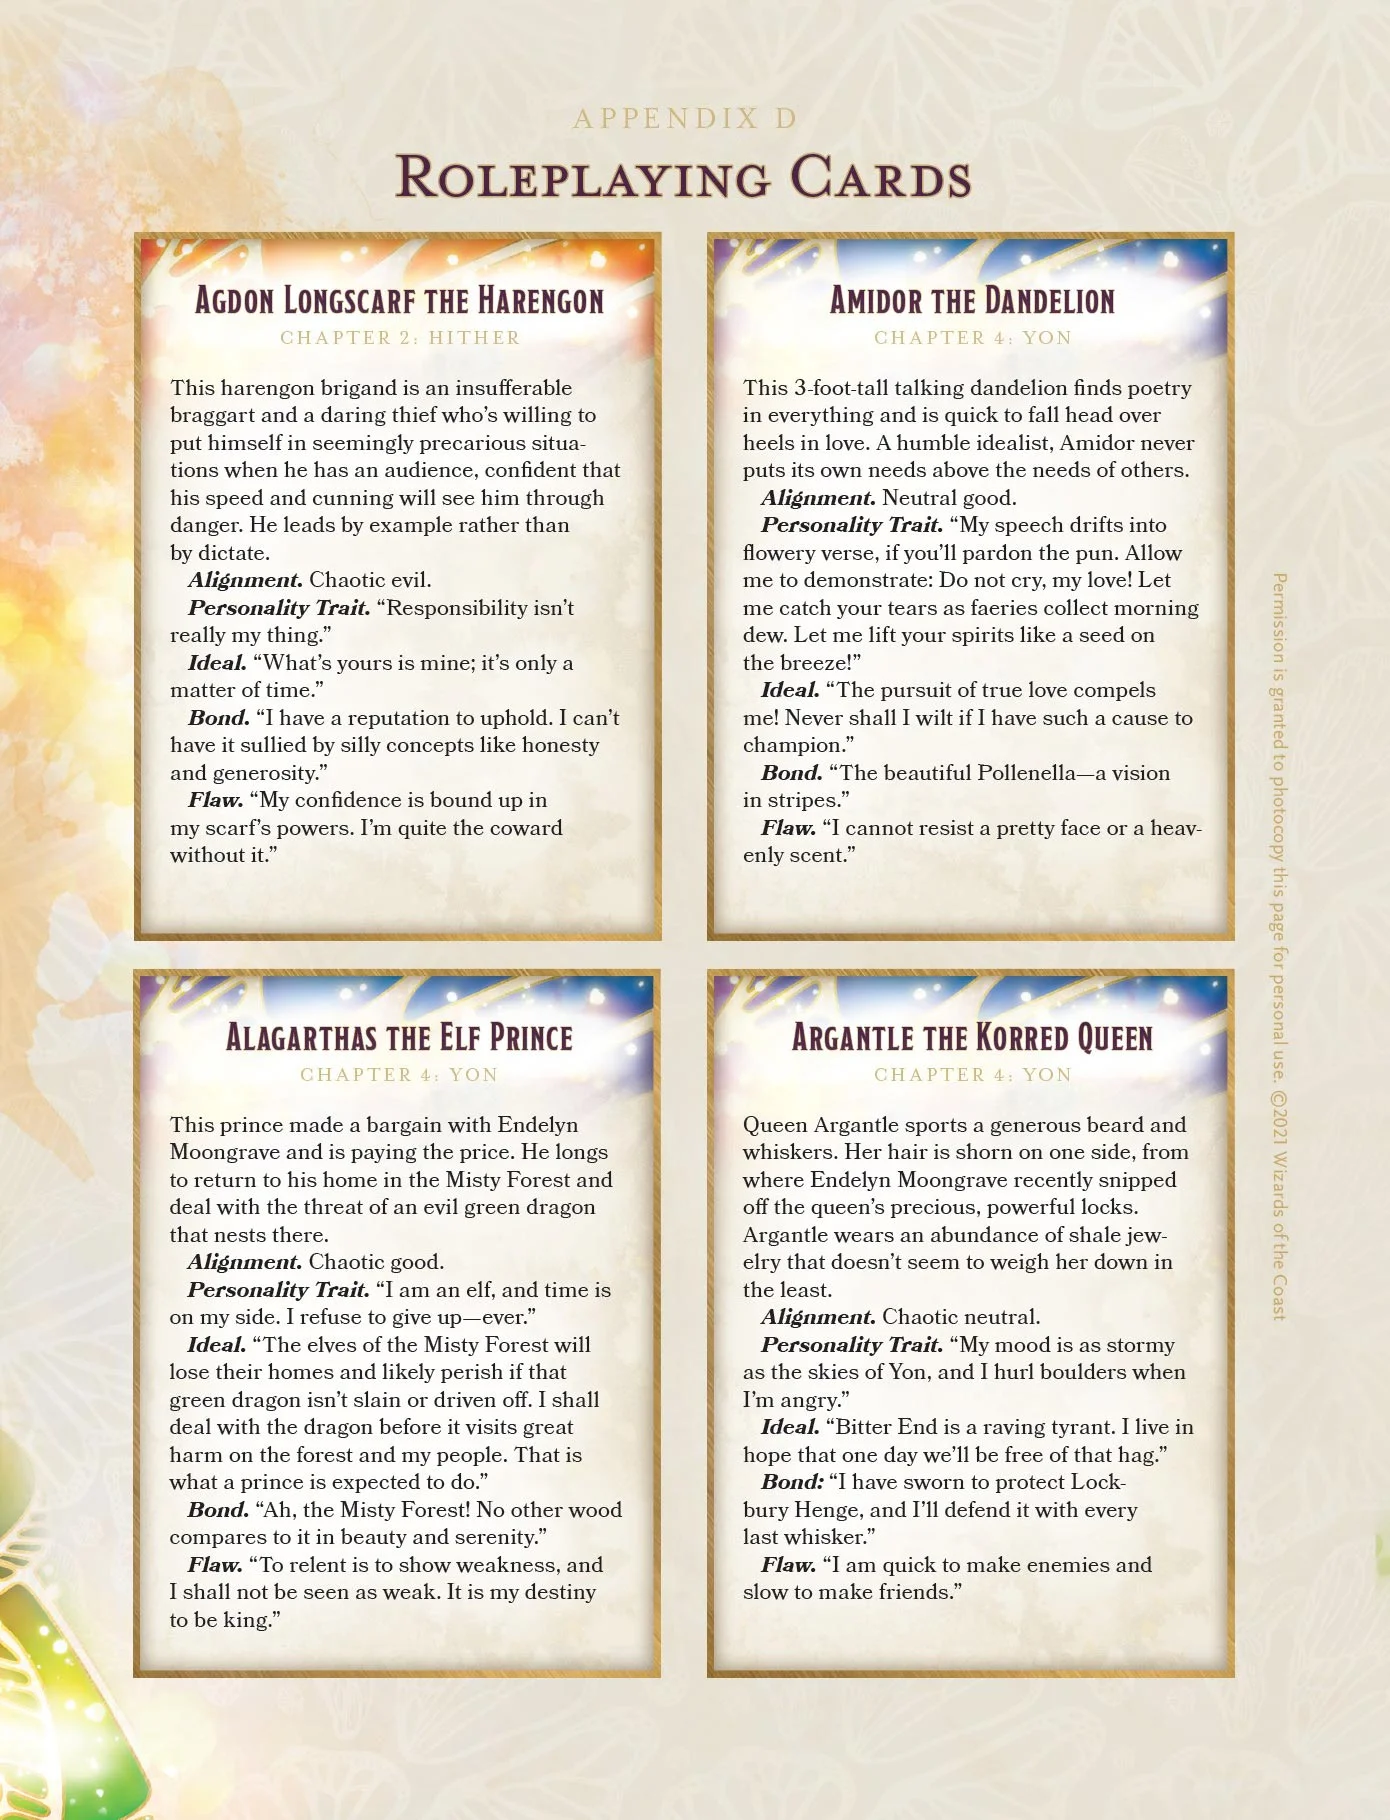 APPENDIX D
ROLEPLAYING CARDS
AGDON LONGSCARF THE HARENGON
CHAPTER 2: HITHER
This harengon brigand is an insufferable
braggart and a daring thief who's willing to
put himself in seemingly precarious situa-
tions when he has an audience, confident that
his speed and cunning will see him through
danger. He leads by example rather than
by dictate.
Alignment. Chaotic evil.
Personality Trait. “Responsibility isn't
really my thing.”
Ideal. “What's yours is mine; it's only a
matter of time.”
Bond. “I have a reputation to uphold. I can't
have it sullied by silly concepts like honesty
and generosity.”
Flaw. “My confidence is bound up in
my scarf's powers. I'm quite the coward
without it.”
AMIDOR THE DANDELION
CHAPTER 4: YON
This 3-foot-tall talking dandelion finds poetry
in everything and is quick to fall head over
heels in love. A humble idealist, Amidor never
puts its own needs above the needs of others.
Alignment. Neutral good.
Personality Trait. “My speech drifts into
flowery verse, if you'll pardon the pun. Allow
me to demonstrate: Do not cry, my love! Let
me catch your tears as faeries collect morning
dew. Let me lift your spirits like a seed on
the breeze!”
Ideal. “The pursuit of true love compels
me! Never shall I wilt if I have such a cause to
champion.”
Bond. “The beautiful Pollenella—a vision
in stripes.”
Flaw. “I cannot resist a pretty face or a heav-
enly scent.”
ALAGARTHAS THE ELF PRINCE
CHAPTER 4: YON
This prince made a bargain with Endelyn
Moongrave and is paying the price. He longs
to return to his home in the Misty Forest and
deal with the threat of an evil green dragon
that nests there.
Alignment. Chaotic good.
Personality Trait. “I am an elf, and time is
on my side. I refuse to give up—ever.”
Ideal. “The elves of the Misty Forest will
lose their homes and likely perish if that
green dragon isn't slain or driven off. I shall
deal with the dragon before it visits great
harm on the forest and my people. That is
what a prince is expected to do.”
Bond. “Ah, the Misty Forest! No other wood
compares to it in beauty and serenity.”
Flaw. “To relent is to show weakness, and
I shall not be seen as weak. It is my destiny
to be king.”
ARGANTLE THE KORRED QUEEN
CHAPTER 4: YON
Queen Argantle sports a generous beard and
whiskers. Her hair is shorn on one side, from
where Endelyn Moongrave recently snipped
off the queen's precious, powerful locks.
Argantle wears an abundance of shale jew-
elry that doesn't seem to weigh her down in
the least.
Alignment. Chaotic neutral.
Personality Trait. “My mood is as stormy
as the skies of Yon, and I hurl boulders when
I'm angry.”
Ideal. “Bitter End is a raving tyrant. I live in
hope that one day we'll be free of that hag.”
Bond: “I have sworn to protect Lock-
bury Henge, and I'll defend it with every
last whisker.”
Flaw. “I am quick to make enemies and
slow to make friends.”
Permission is granted to photocopy this page for personal use. ©2021 Wizards of the Coast